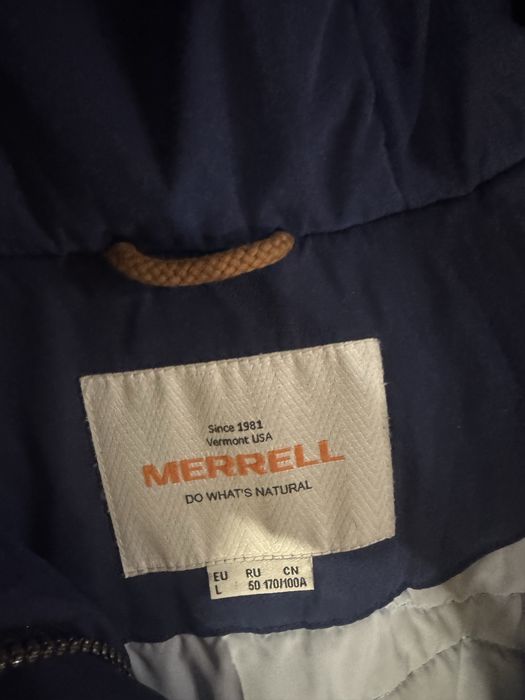 Since 1981
Vermont USA
MERRELL
DO WHAT'S NATURAL
EU RU CN
L 50 170/100A